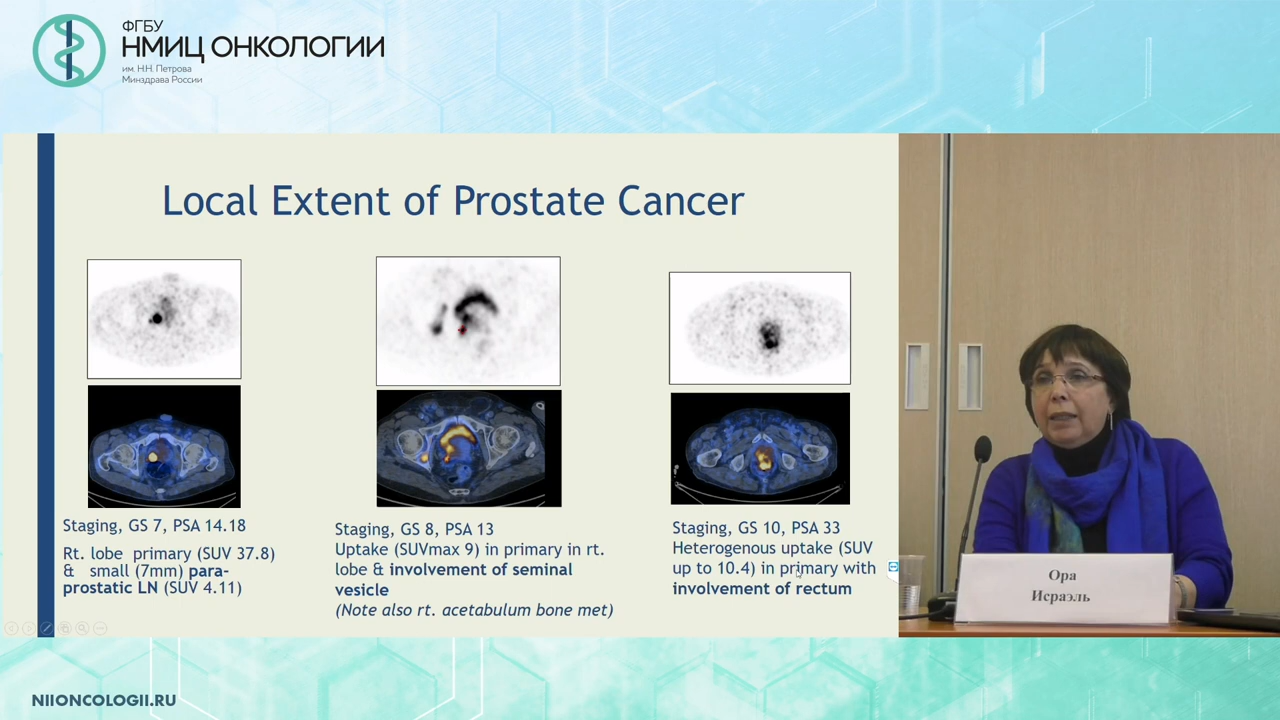 ФГБУ
НМИЦ ОНКОЛОГИИ
им. Н.Н. Петрова
Минздрава России
Local Extent of Prostate Cancer
Staging, GS 7, PSA 14.18
Rt. lobe primary (SUV 37.8)
& small (7mm) para-
prostatic LN (SUV 4.11)
Staging, GS 8, PSA 13
Uptake (SUVmax 9) in primary in rt.
lobe & involvement of seminal
vesicle
(Note also rt. acetabulum bone met)
Staging, GS 10, PSA 33
Heterogenous uptake (SUV
up to 10.4) in primary with
involvement of rectum
Ора
Исраэль
NIIONCOLOGII.RU